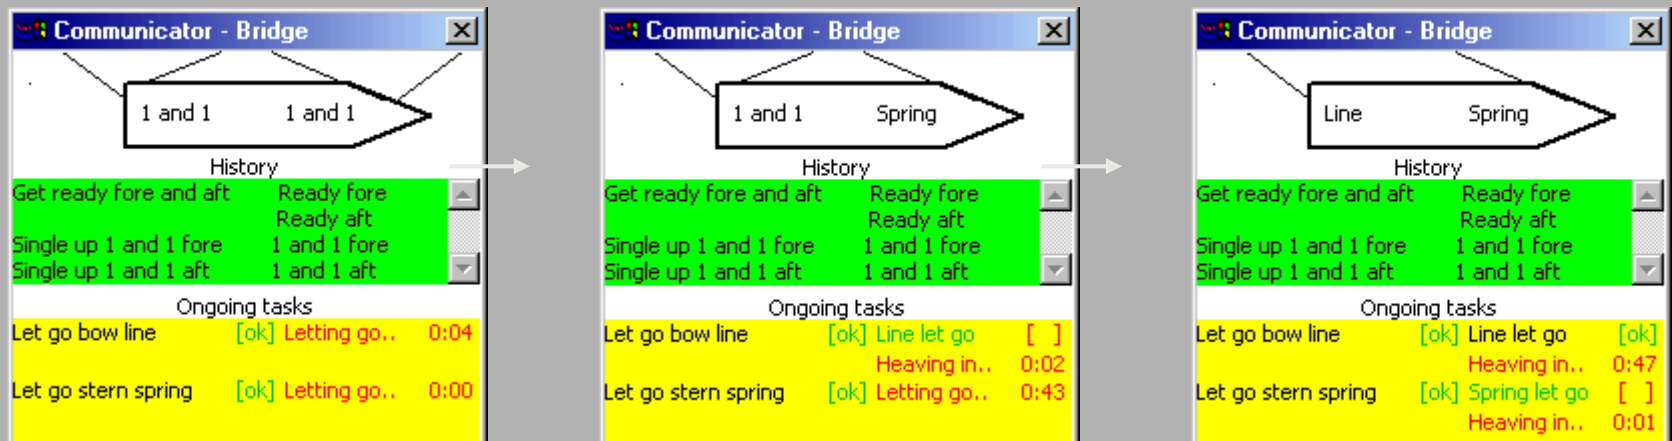 Communicator - Bridge
1 and 1 1 and 1
History
Get ready fore and aft Ready fore
Ready aft
Single up 1 and 1 fore 1 and 1 fore
Single up 1 and 1 aft 1 and 1 aft
Ongoing tasks
Let go bow line [ok] Letting go.. 0:04
Let go stern spring [ok] Letting go.. 0:00
Communicator - Bridge
1 and 1 Spring
History
Get ready fore and aft Ready fore
Ready aft
Single up 1 and 1 fore 1 and 1 fore
Single up 1 and 1 aft 1 and 1 aft
Ongoing tasks
Let go bow line [ok] Line let go [ ]
Heaving in.. 0:02
Let go stern spring [ok] Letting go.. 0:43
Communicator - Bridge
Line Spring
History
Get ready fore and aft Ready fore
Ready aft
Single up 1 and 1 fore 1 and 1 fore
Single up 1 and 1 aft 1 and 1 aft
Ongoing tasks
Let go bow line [ok] Line let go [ok]
Heaving in.. 0:47
Let go stern spring [ok] Spring let go [ ]
Heaving in.. 0:01